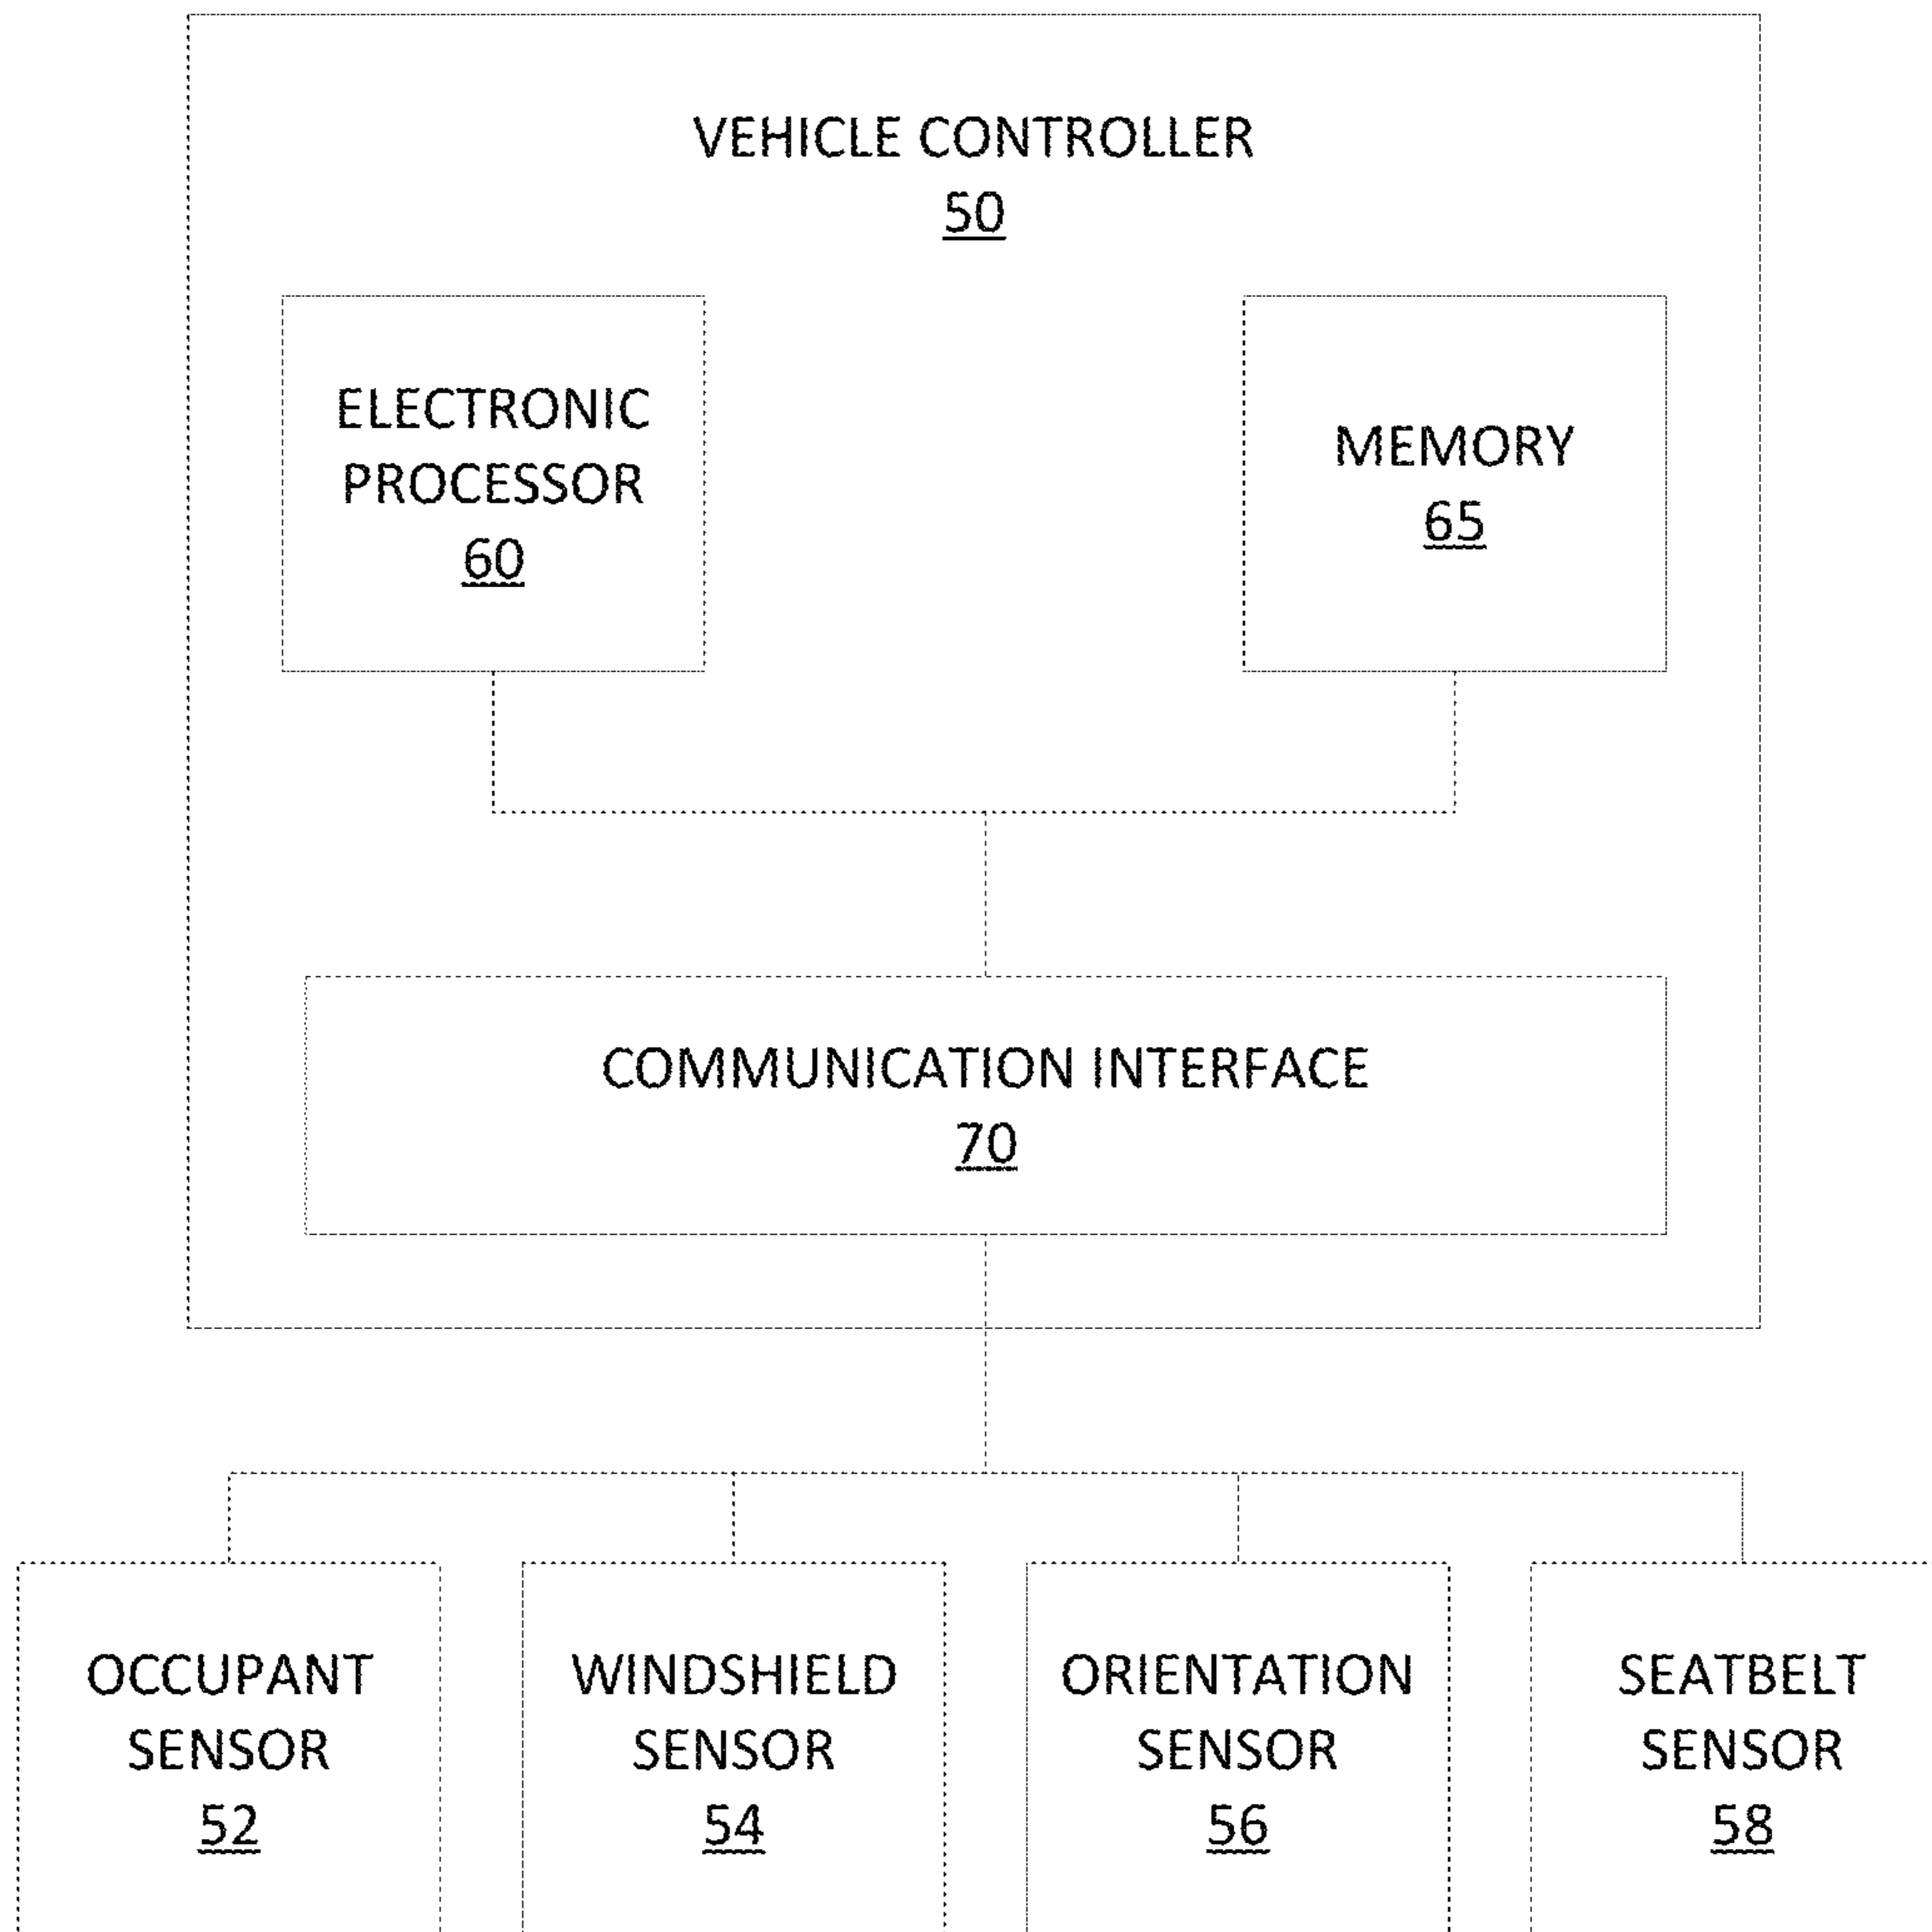 VEHICLE CONTROLLER
50
ELECTRONIC
PROCESSOR
60
MEMORY
65
COMMUNICATION INTERFACE
70
OCCUPANT
SENSOR
52
WINDSHIELD
SENSOR
54
ORIENTATION
SENSOR
56
SEATBELT
SENSOR
58